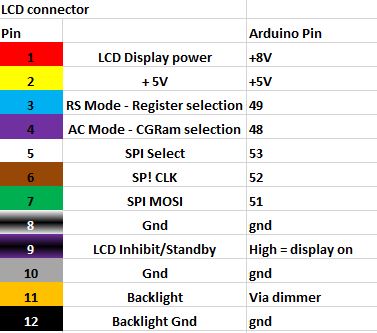 LCD connector
Pin Arduino Pin
1 LCD Display power +8V
2 + 5V +5V
3 RS Mode - Register selection 49
4 AC Mode - CGRam selection 48
5 SPI Select 53
6 SP! CLK 52
7 SPI MOSI 51
8 Gnd gnd
9 LCD Inhibit/Standby High = display on
10 Gnd gnd
11 Backlight Via dimmer
12 Backlight Gnd gnd